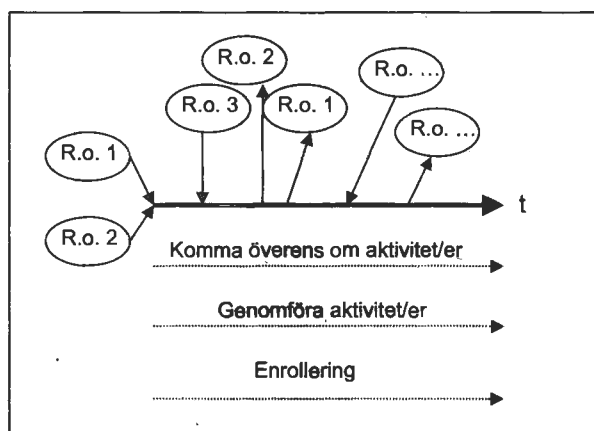 R.o. 2
R.o. ...
R.o. 3
R.o. 1
R.o. ...
R.o. 1
R.o. 2
t
Komma överens om aktivitet/er
Genomföra aktivitet/er
Enrollering